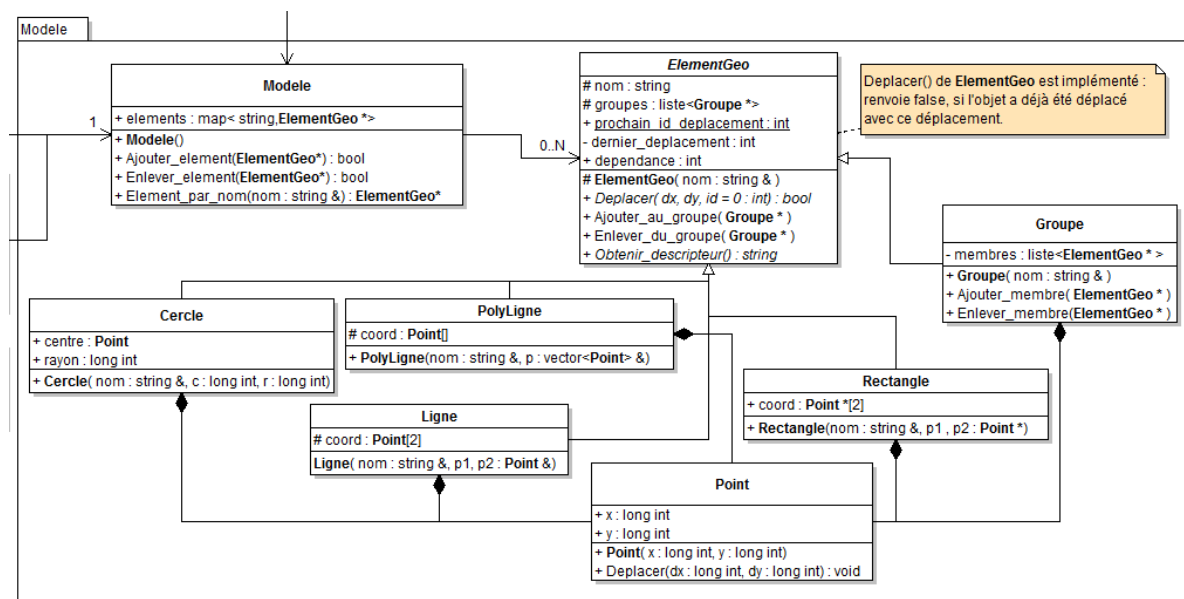 Modele
Modele
+ elements : map< string,ElementGeo *>
+ Modele()
+ Ajouter_element(ElementGeo*) : bool
+ Enlever_element(ElementGeo*) : bool
+ Element_par_nom(nom : string &) : ElementGeo*
1
0..N
ElementGeo
# nom : string
# groupes : liste<Groupe *>
+ prochain_id_deplacement : int
- dernier_deplacement : int
+ dependance : int
# ElementGeo( nom : string & )
+ Deplacer( dx, dy, id = 0 : int) : bool
+ Ajouter_au_groupe( Groupe * )
+ Enlever_du_groupe( Groupe * )
+ Obtenir_descripteur() : string
Deplacer() de ElementGeo est implémenté :
renvoie false, si l'objet a déjà été déplacé
avec ce déplacement.
Groupe
- membres : liste<ElementGeo * >
+ Groupe( nom : string & )
+ Ajouter_membre( ElementGeo * )
+ Enlever_membre(ElementGeo * )
Cercle
+ centre : Point
+ rayon : long int
+ Cercle( nom : string &, c : long int, r : long int)
PolyLigne
# coord : Point[]
+ PolyLigne(nom : string &, p : vector<Point> &)
Ligne
# coord : Point[2]
Ligne( nom : string &, p1, p2 : Point &)
Rectangle
+ coord : Point *[2]
+ Rectangle(nom : string &, p1 , p2 : Point *)
Point
+ x : long int
+ y : long int
+ Point( x : long int, y : long int)
+ Deplacer(dx : long int, dy : long int) : void